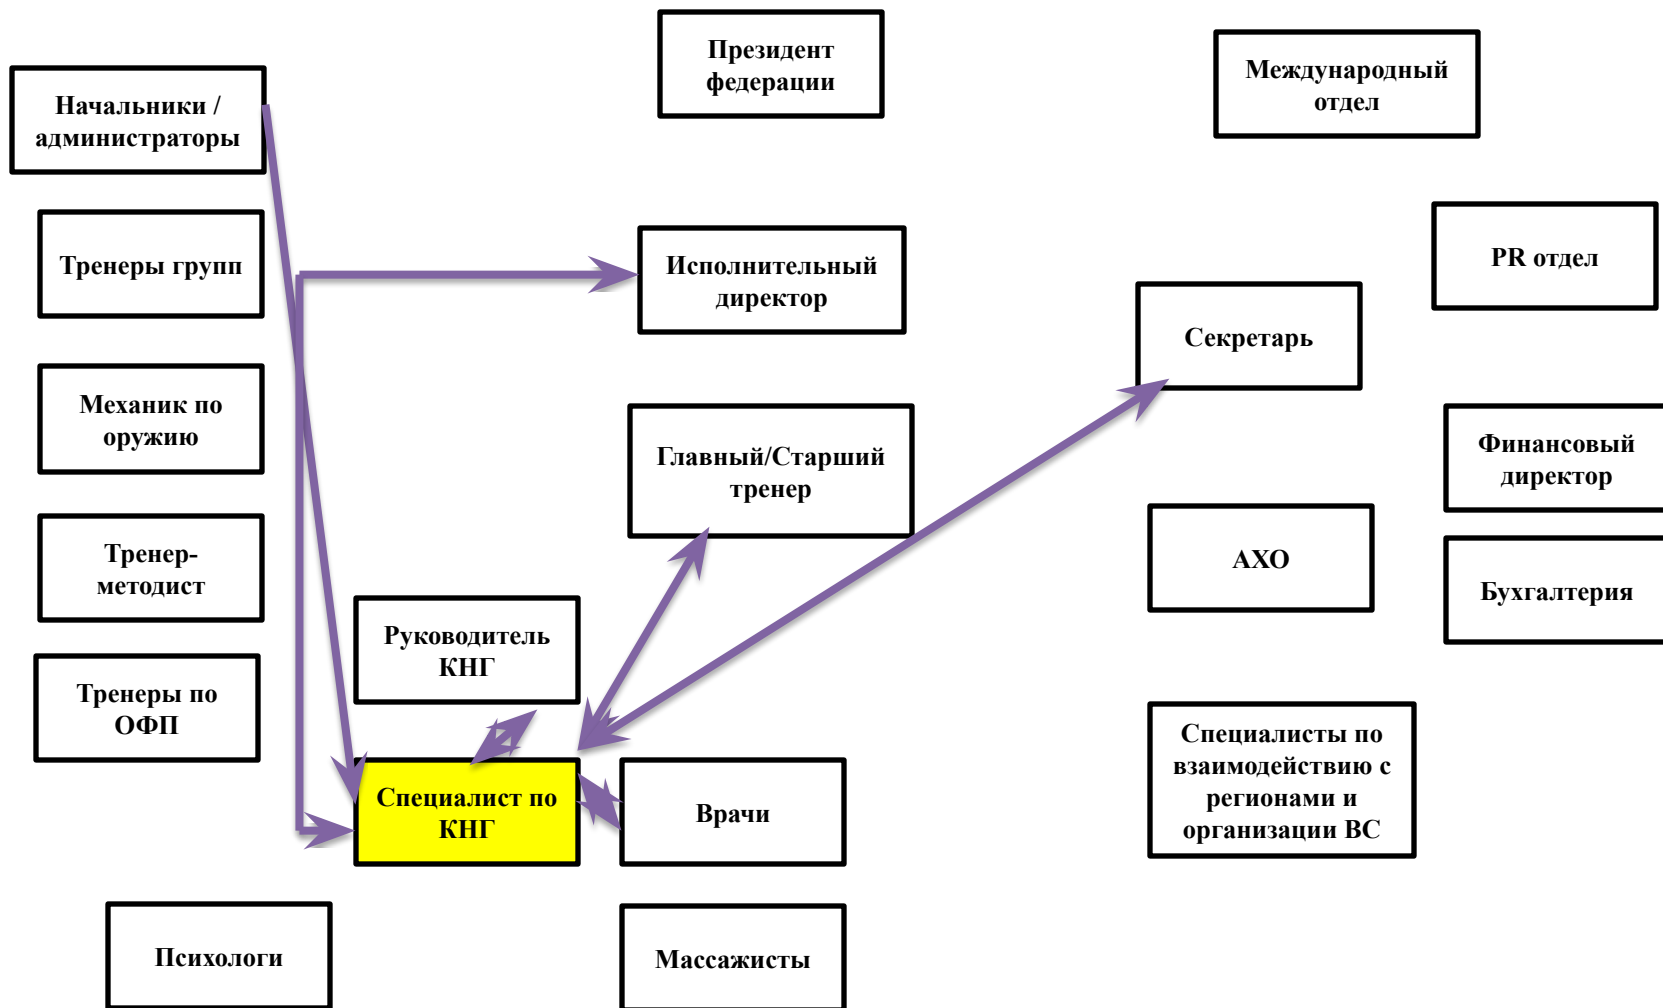 Президент
федерации
Международный
отдел
Начальники /
администраторы
Тренеры групп
Исполнительный
директор
PR отдел
Секретарь
Механик по
оружию
Главный/Старший
тренер
Финансовый
директор
Тренер-
методист
АХО
Бухгалтерия
Руководитель
КНГ
Тренеры по
ОФП
Специалисты по
взаимодействию с
регионами и
организации ВС
Специалист по
КНГ
Врачи
Психологи
Массажисты